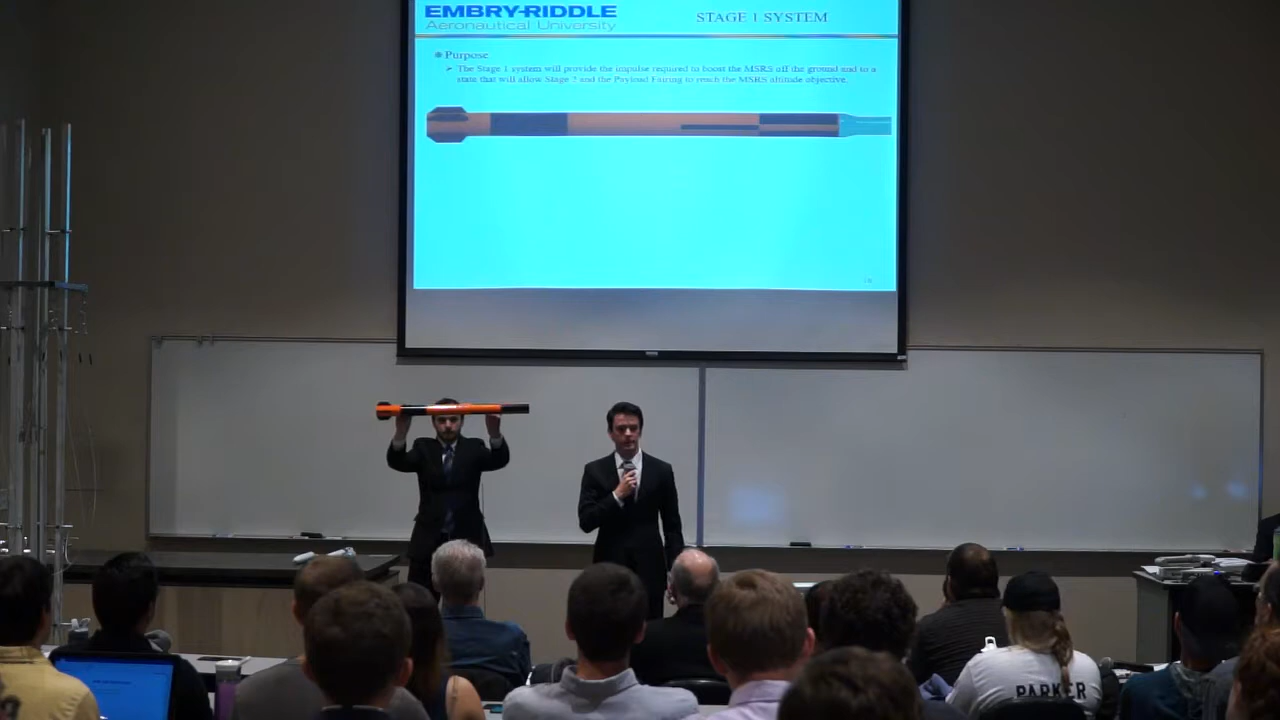 EMBRY-RIDDLE
Aeronautical University
STAGE 1 SYSTEM
Purpose
The Stage 1 system will provide the impulse required to boost the MSRS off the ground and to a
state that will allow Stage 2 and the Payload Fairing to reach the MSRS altitude objective.
PARKER